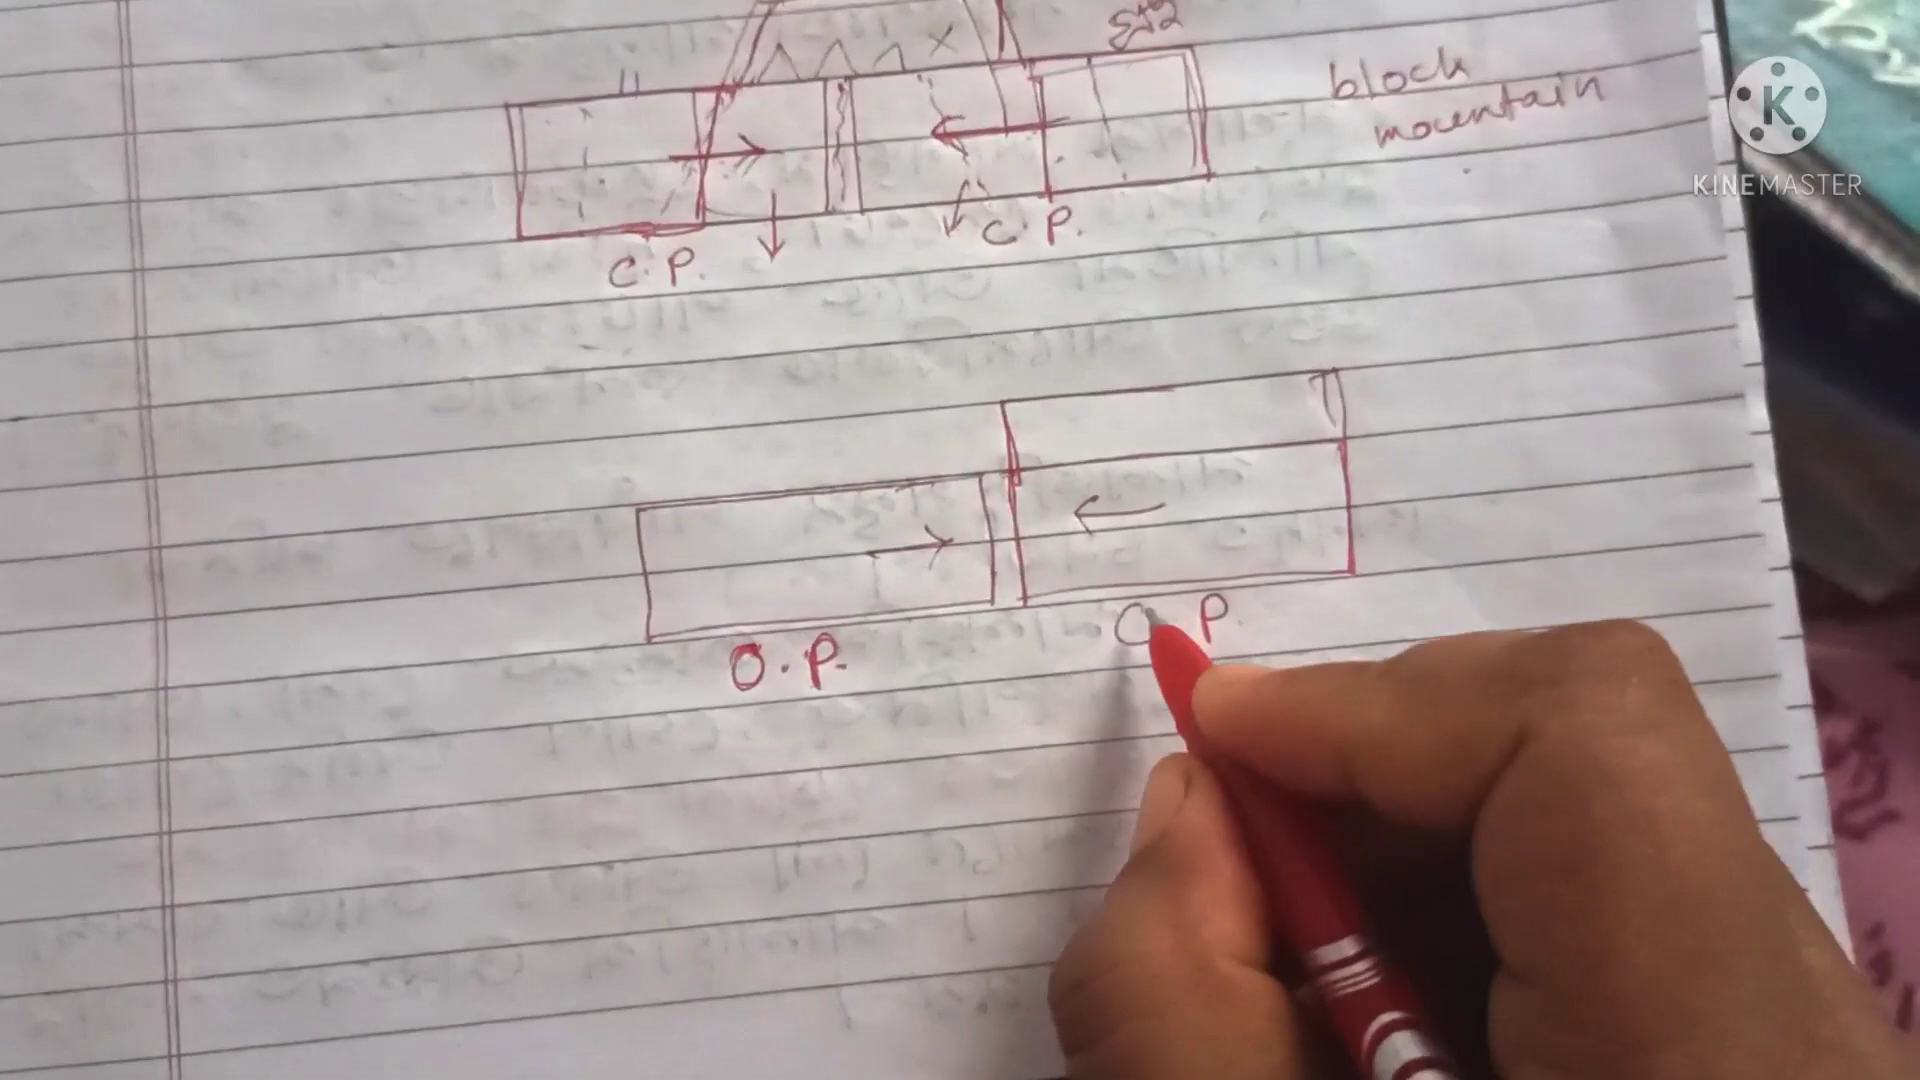 block
mountain
KINEMASTER
C.P.
C.P.
O.P.
C P.